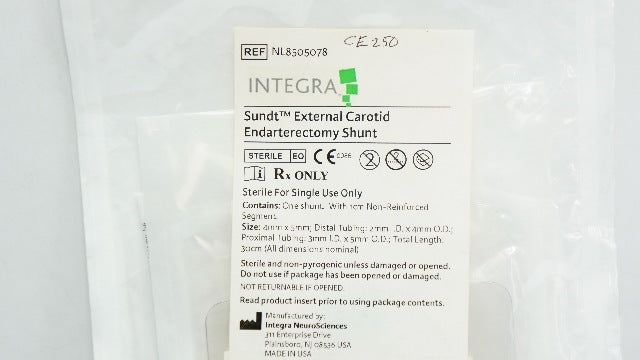 CE250
REF NL8505078
INTEGRA
Sundt™ External Carotid
Endarterectomy Shunt
STERILE EO CE 0086
i Rx ONLY
Sterile For Single Use Only
Contains: One shunt. With 1cm Non-Reinforced
Segment.
Size: 4mm x 5mm; Distal Tubing: 2mm I.D. x 4mm O.D.;
Proximal Tubing: 3mm I.D. x 5mm O.D.; Total Length:
30cm (All dimensions nominal)
Sterile and non-pyrogenic unless damaged or opened.
Do not use if package has been opened or damaged.
NOT RETURNABLE IF OPENED.
Read product insert prior to using package contents.
Manufactured by:
Integra NeuroSciences
311 Enterprise Drive
Plainsboro, NJ 08536 USA
MADE IN USA